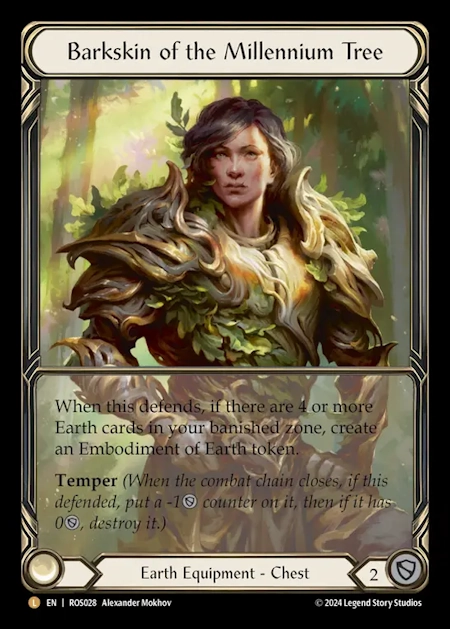 Barkskin of the Millennium Tree
When this defends, if there are 4 or more
Earth cards in your banished zone, create
an Embodiment of Earth token.
Temper (When the combat chain closes, if this
defended, put a -1 counter on it, then if it has
0, destroy it.)
Earth Equipment - Chest
2
L EN | ROS028 Alexander Mokhov
© 2024 Legend Story Studios